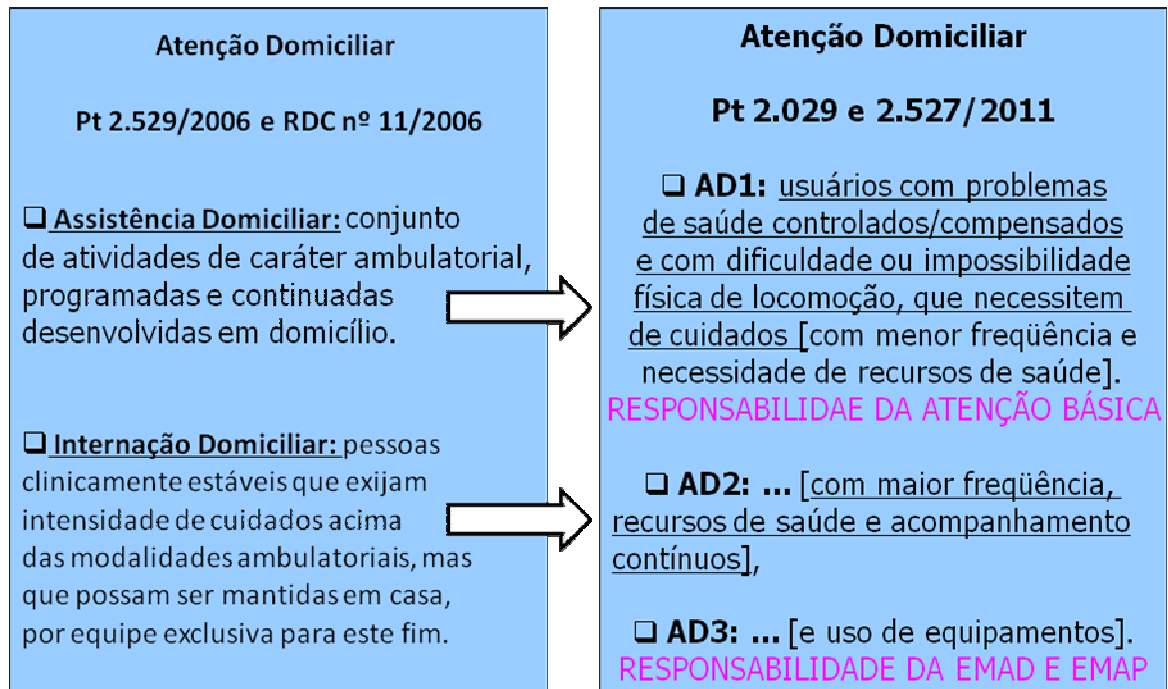 Atenção Domiciliar
Pt 2.529/2006 e RDC nº 11/2006
❑ Assistência Domiciliar: conjunto
de atividades de caráter ambulatorial,
programadas e continuadas
desenvolvidas em domicílio.
❑ Internação Domiciliar: pessoas
clinicamente estáveis que exijam
intensidade de cuidados acima
das modalidades ambulatoriais, mas
que possam ser mantidas em casa,
por equipe exclusiva para este fim.
Atenção Domiciliar
Pt 2.029 e 2.527/2011
❑ AD1: usuários com problemas
de saúde controlados/compensados
e com dificuldade ou impossibilidade
física de locomoção, que necessitem
de cuidados [com menor freqüência e
necessidade de recursos de saúde].
RESPONSABILIDAE DA ATENÇÃO BÁSICA
❑ AD2: ... [com maior freqüência,
recursos de saúde e acompanhamento
contínuos],
❑ AD3: ... [e uso de equipamentos].
RESPONSABILIDADE DA EMAD E EMAP